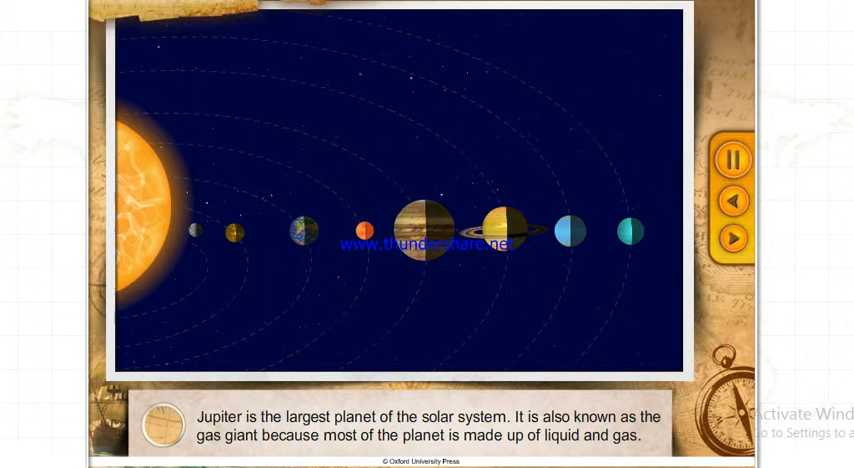 www.thundershare.net
Jupiter is the largest planet of the solar system. It is also known as the
gas giant because most of the planet is made up of liquid and gas.
Activate Wind
Go to Settings to a
© Oxford University Press